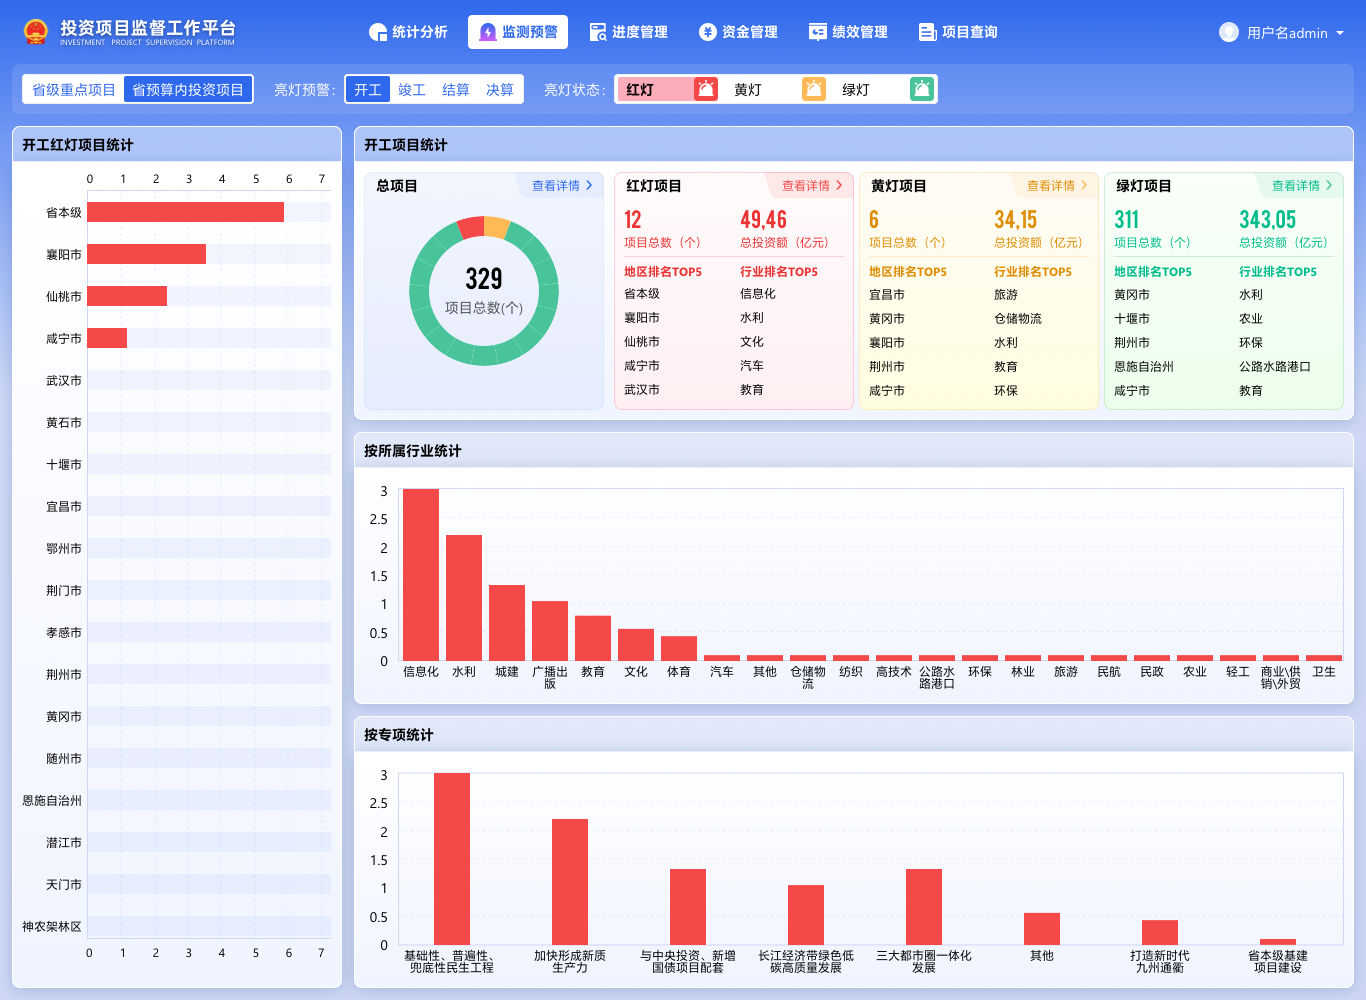 投资项目监督工作平台
INVESTMENT PROJECT SUPERVISION PLATFORM
统计分析
监测预警
进度管理
资金管理
绩效管理
项目查询
用户名admin
省级重点项目
省预算内投资项目
亮灯预警：
开工
竣工
结算
决算
亮灯状态：
红灯
黄灯
绿灯
开工红灯项目统计
0 1 2 3 4 5 6 7
省本级
襄阳市
仙桃市
咸宁市
武汉市
黄石市
十堰市
宜昌市
鄂州市
荆门市
孝感市
荆州市
黄冈市
随州市
恩施自治州
潜江市
天门市
神农架林区
0 1 2 3 4 5 6 7
开工项目统计
总项目
查看详情
329
项目总数(个)
红灯项目
查看详情
12
49,46
项目总数（个）
总投资额（亿元）
地区排名TOP5
行业排名TOP5
省本级
信息化
襄阳市
水利
仙桃市
文化
咸宁市
汽车
武汉市
教育
黄灯项目
查看详情
6
34,15
项目总数（个）
总投资额（亿元）
地区排名TOP5
行业排名TOP5
宜昌市
旅游
黄冈市
仓储物流
襄阳市
水利
荆州市
教育
咸宁市
环保
绿灯项目
查看详情
311
343,05
项目总数（个）
总投资额（亿元）
地区排名TOP5
行业排名TOP5
黄冈市
水利
十堰市
农业
荆州市
环保
恩施自治州
公路水路港口
咸宁市
教育
按所属行业统计
3
2.5
2
1.5
1
0.5
0
信息化
水利
城建
广播出
版
教育
文化
体育
汽车
其他
仓储物
流
纺织
高技术
公路水
路港口
环保
林业
旅游
民航
民政
农业
轻工
商业\供
销\外贸
卫生
按专项统计
3
2.5
2
1.5
1
0.5
0
基础性、普遍性、
兜底性民生工程
加快形成新质
生产力
与中央投资、新增
国债项目配套
长江经济带绿色低
碳高质量发展
三大都市圈一体化
发展
其他
打造新时代
九州通衢
省本级基建
项目建设